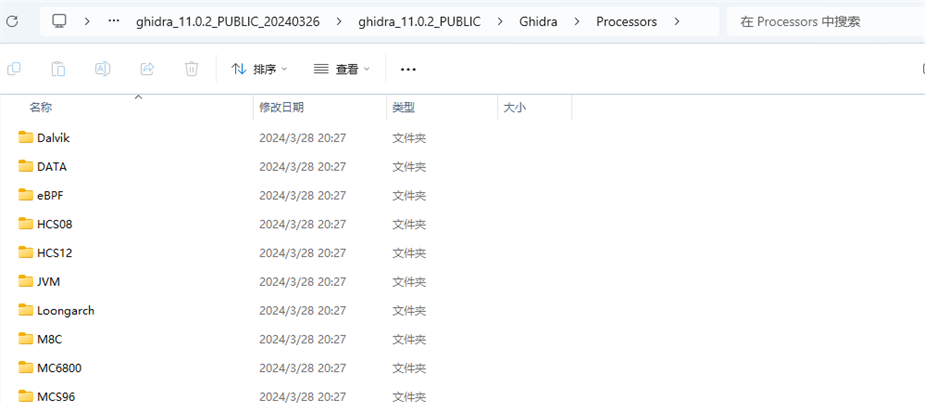 ghidra_11.0.2_PUBLIC_20240326 > ghidra_11.0.2_PUBLIC > Ghidra > Processors > 在 Processors 中搜索
排序 查看
名称 修改日期 类型 大小
Dalvik 2024/3/28 20:27 文件夹
DATA 2024/3/28 20:27 文件夹
eBPF 2024/3/28 20:27 文件夹
HCS08 2024/3/28 20:27 文件夹
HCS12 2024/3/28 20:27 文件夹
JVM 2024/3/28 20:27 文件夹
Loongarch 2024/3/28 20:27 文件夹
M8C 2024/3/28 20:27 文件夹
MC6800 2024/3/28 20:27 文件夹
MCS96 2024/3/28 20:27 文件夹